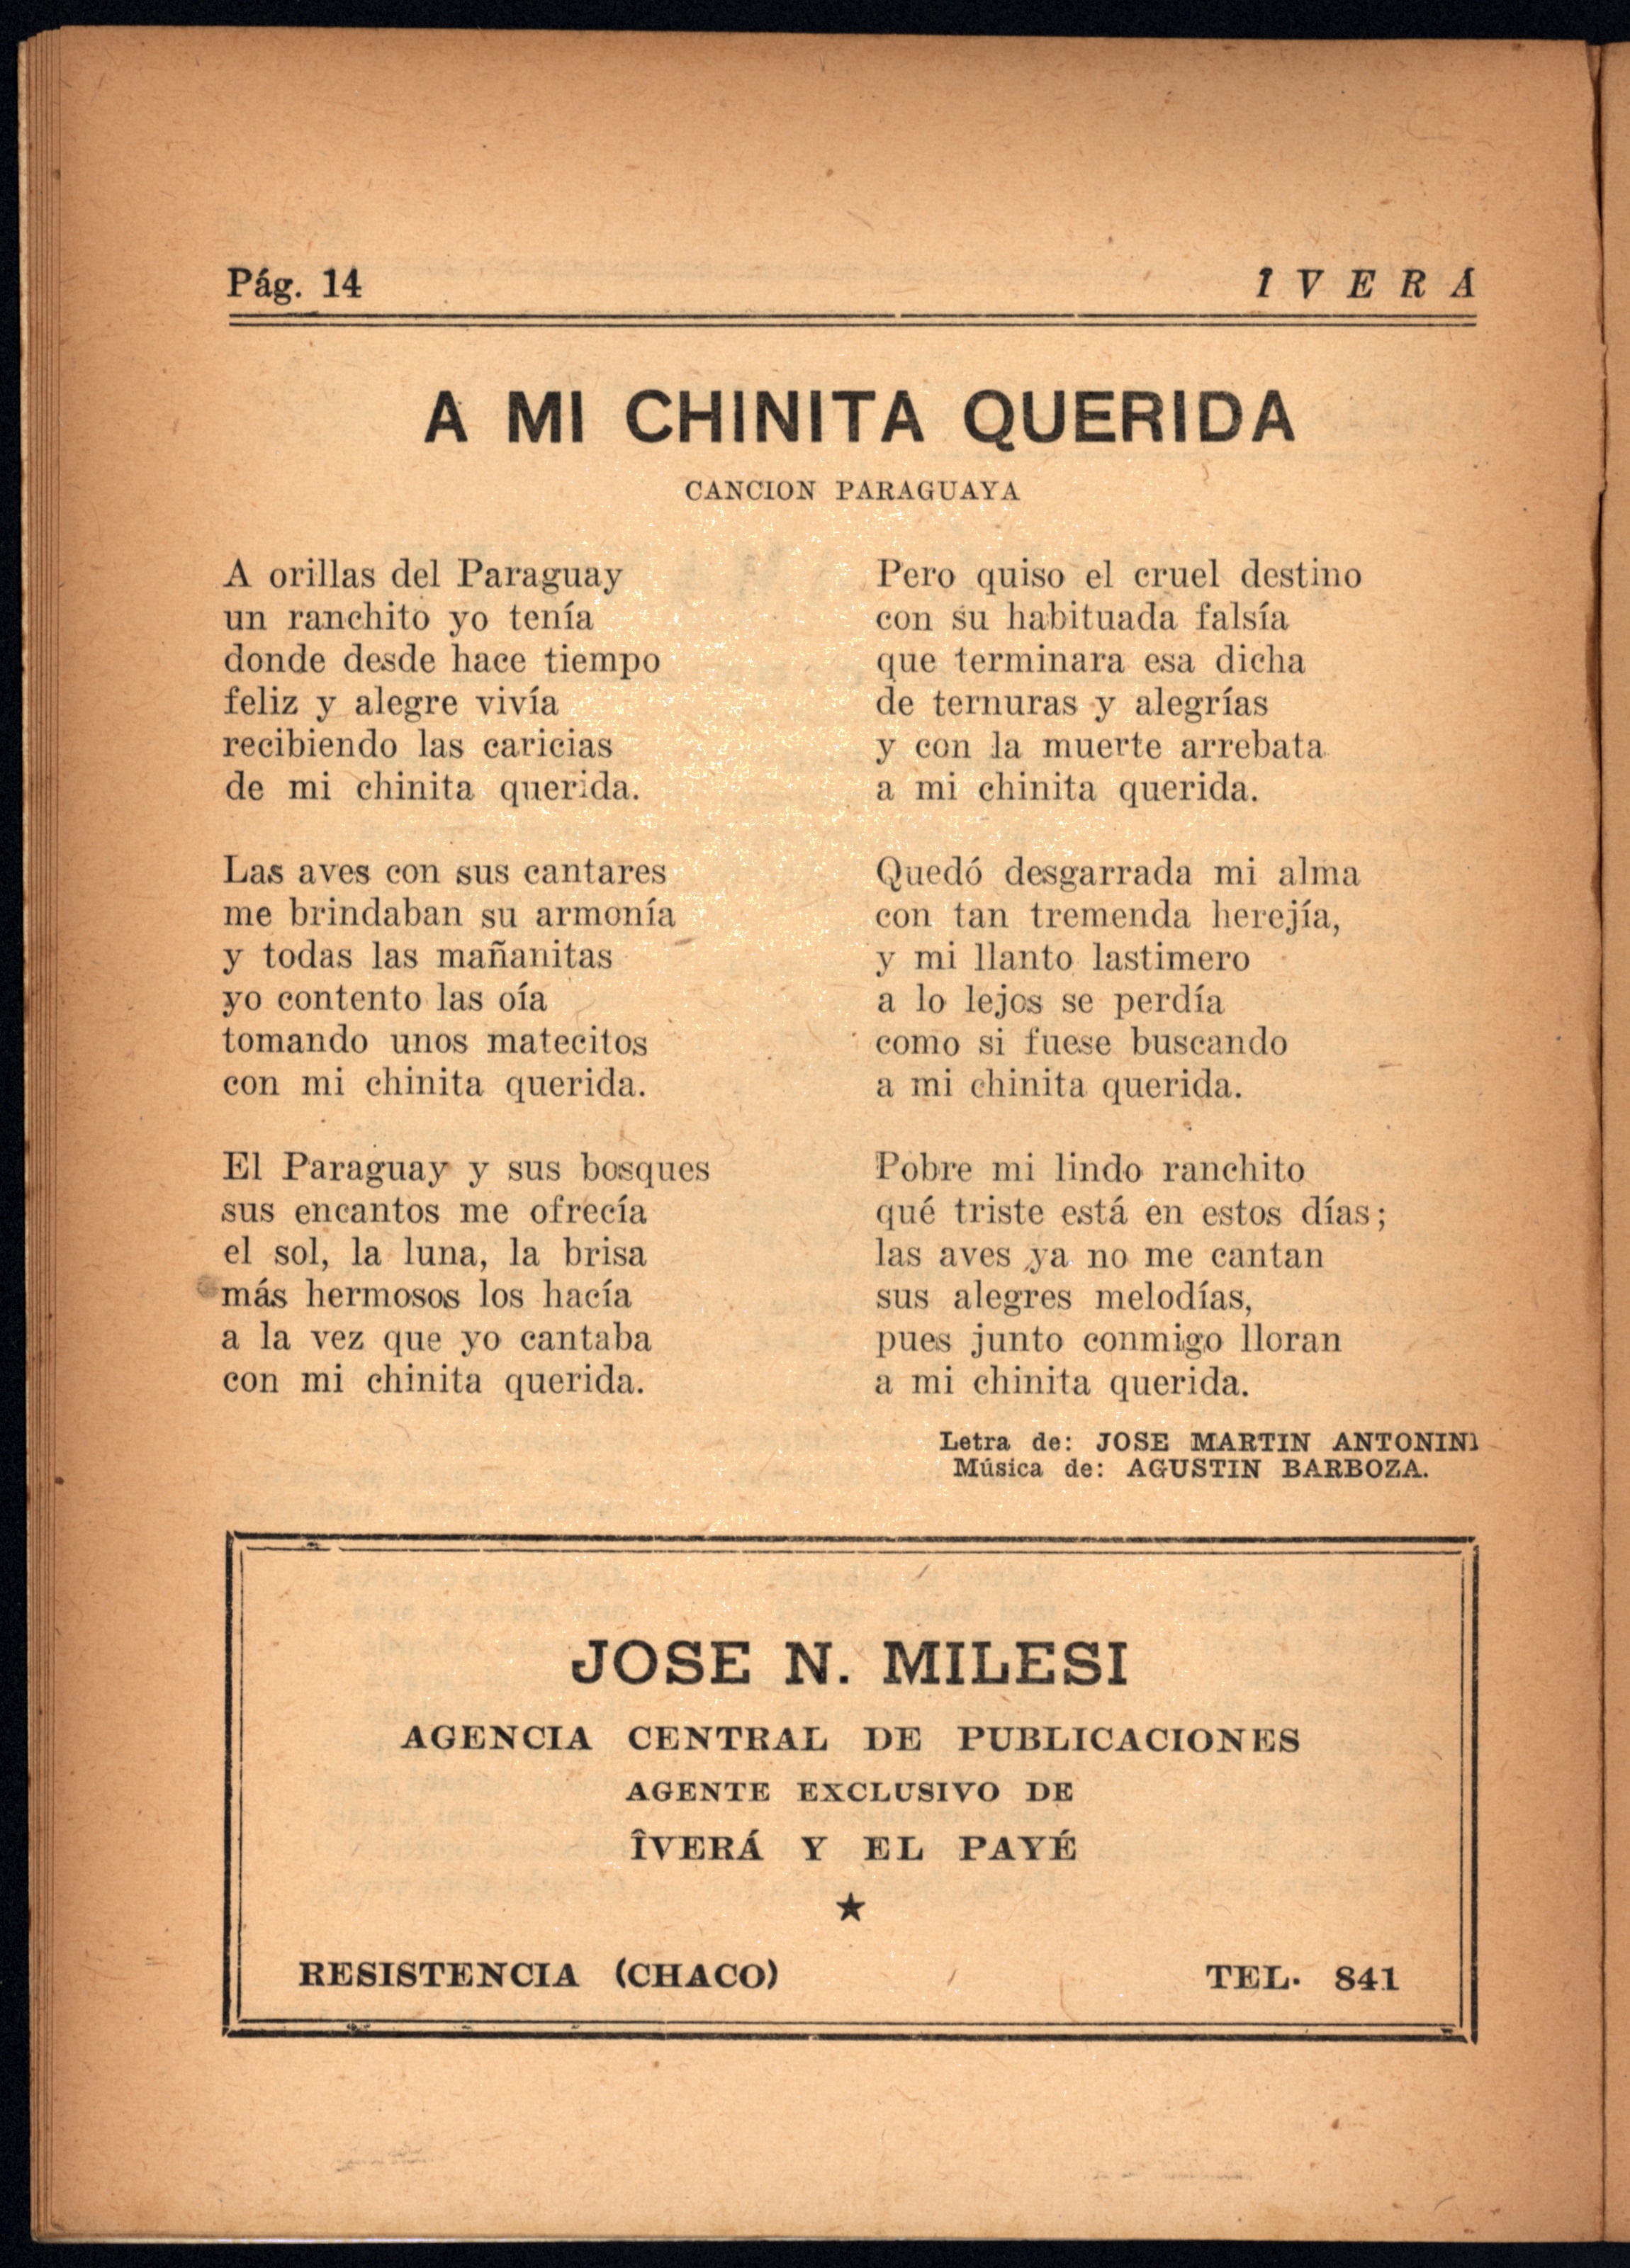 Pág. 14
ÎVERÁ
A MI CHINITA QUERIDA
CANCION PARAGUAYA
A orillas del Paraguay
un ranchito yo tenía
donde desde hace tiempo
feliz y alegre vivía
recibiendo las caricias
de mi chinita querida.
Las aves con sus cantares
me brindaban su armonía
y todas las mañanitas
yo contento las oía
tomando unos matecitos
con mi chinita querida.
El Paraguay y sus bosques
sus encantos me ofrecía
el sol, la luna, la brisa
más hermosos los hacía
a la vez que yo cantaba
con mi chinita querida.
Pero quiso el cruel destino
con su habituada falsía
que terminara esa dicha
de ternuras y alegrías
y con la muerte arrebata
a mi chinita querida.
Quedó desgarrada mi alma
con tan tremenda herejía,
y mi llanto lastimero
a lo lejos se perdía
como si fuese buscando
a mi chinita querida.
Pobre mi lindo ranchito
qué triste está en estos días;
las aves ya no me cantan
sus alegres melodías,
pues junto conmigo lloran
a mi chinita querida.
Letra de: JOSE MARTIN ANTONINI
Música de: AGUSTIN BARBOZA.
JOSE N. MILESI
AGENCIA CENTRAL DE PUBLICACIONES
AGENTE EXCLUSIVO DE
ÎVERÁ Y EL PAYÉ
★
RESISTENCIA (CHACO)
TEL. 841